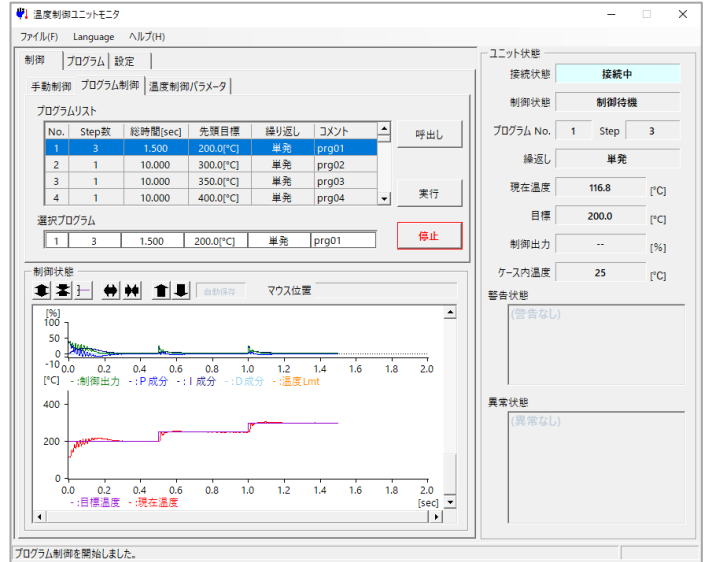 温度制御ユニットモニタ
ファイル(F) Language ヘルプ(H)
制御 プログラム 設定
手動制御 プログラム制御 温度制御パラメータ
プログラムリスト
No. Step数 総時間[sec] 先頭目標 繰り返し コメント
1 3 1.500 200.0[°C] 単発 prg01
2 1 10.000 300.0[°C] 単発 prg02
3 1 10.000 350.0[°C] 単発 prg03
4 1 10.000 400.0[°C] 単発 prg04
呼出し
実行
停止
選択プログラム
1 3 1.500 200.0[°C] 単発 prg01
制御状態
自動保存 マウス位置
[%]
100
50
0
-10
0.0 0.2 0.4 0.6 0.8 1.0 1.2 1.4 1.6 1.8 2.0
[°C] - :制御出力 - :P 成分 - : I 成分 - :D 成分 - :温度Lmt
400
200
0
0.0 0.2 0.4 0.6 0.8 1.0 1.2 1.4 1.6 1.8 2.0
- :目標温度 - :現在温度 [sec]
ユニット状態
接続状態 接続中
制御状態 制御待機
プログラム No. 1 Step 3
繰返し 単発
現在温度 116.8 [°C]
目標 200.0 [°C]
制御出力 -- [%]
ケース内温度 25 [°C]
警告状態
(警告なし)
異常状態
(異常なし)
プログラム制御を開始しました。